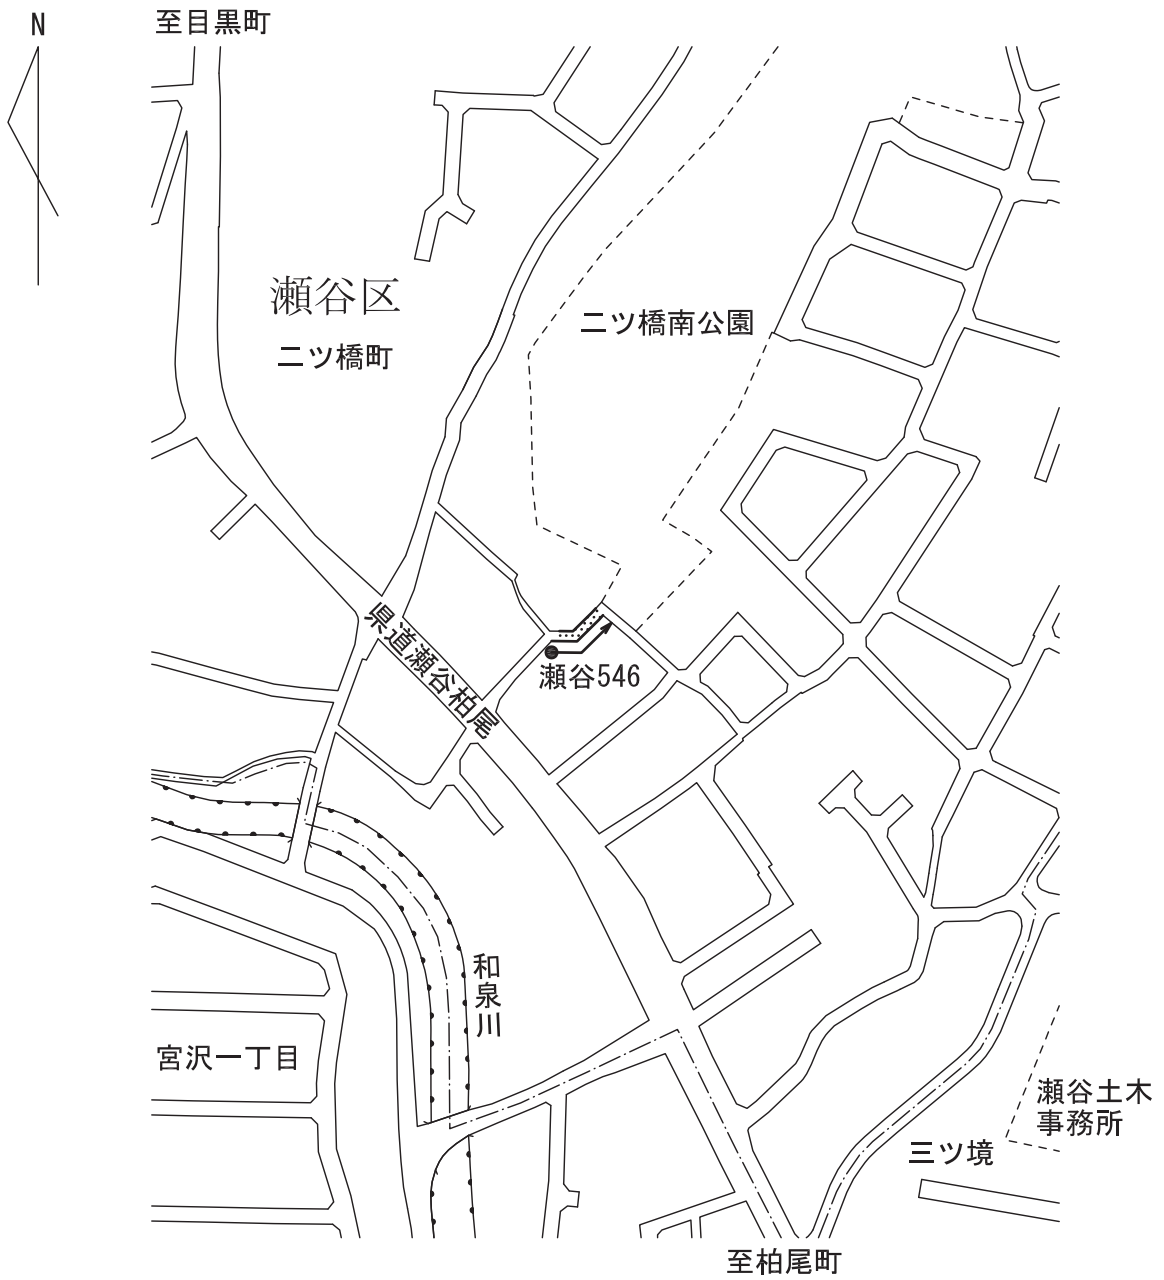 N
至目黒町
瀬谷区
二ツ橋町
二ツ橋南公園
県道瀬谷柏尾
瀬谷546
和泉川
宮沢一丁目
瀬谷土木
事務所
三ツ境
至柏尾町